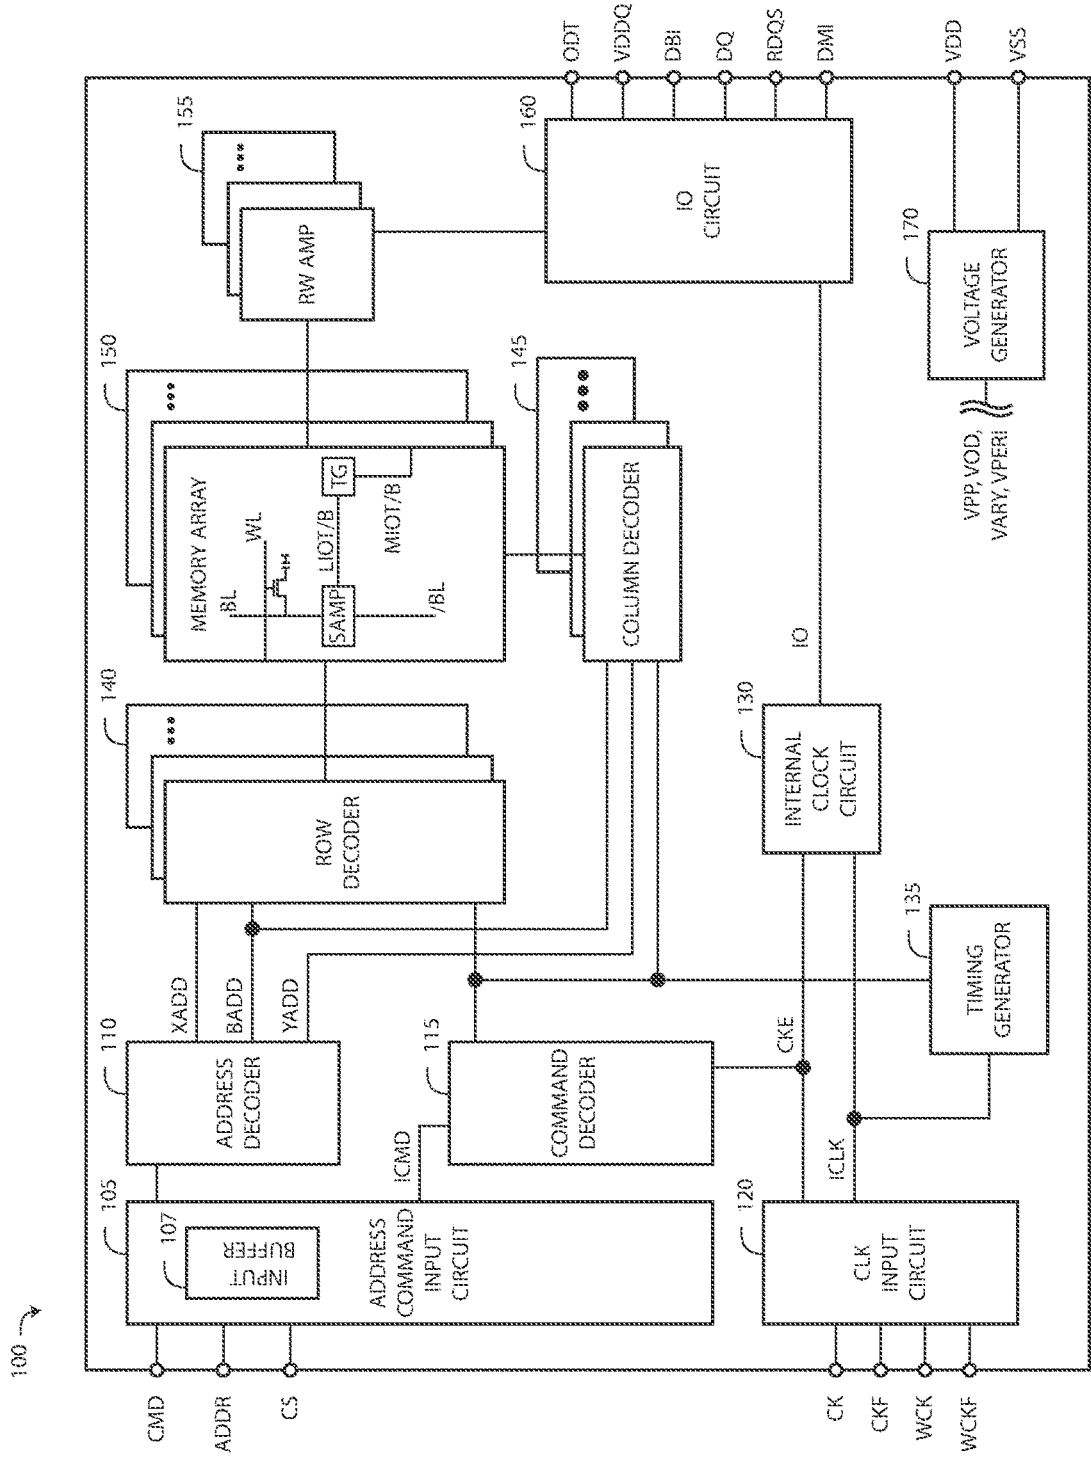 100
CMD
ADDR
CS
CK
CKF
WCK
WCKF
105
107
INPUT
BUFFER
ADDRESS
COMMAND
INPUT
CIRCUIT
110
ADDRESS
DECODER
XADD
BADD
YADD
ICMD
115
COMMAND
DECODER
120
CLK
INPUT
CIRCUIT
CKE
ICLK
130
INTERNAL
CLOCK
CIRCUIT
135
TIMING
GENERATOR
140
ROW
DECODER
150
MEMORY ARRAY
BL
WL
SAMP
LIOT/B
TG
MIOT/B
/BL
145
COLUMN DECODER
155
RW AMP
160
IO
CIRCUIT
IO
170
VOLTAGE
GENERATOR
VPP, VOD,
VARY, VPERI
ODT
VDDQ
DBI
DQ
RDQS
DMI
VDD
VSS